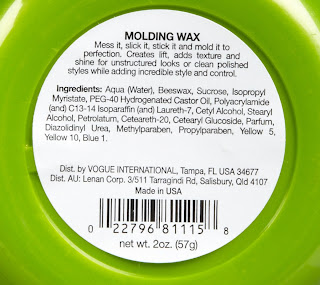 MOLDING WAX
Mess it, slick it, stick it and mold it to
perfection. Creates lift, adds texture and
shine for unstructured looks or clean polished
styles while adding incredible style and control.
Ingredients: Aqua (Water), Beeswax, Sucrose, Isopropyl
Myristate, PEG-40 Hydrogenated Castor Oil, Polyacrylamide
(and) C13-14 Isoparaffin (and) Laureth-7, Cetyl Alcohol, Stearyl
Alcohol, Petrolatum, Ceteareth-20, Cetearyl Glucoside, Parfum,
Diazolidinyl Urea, Methylparaben, Propylparaben, Yellow 5,
Yellow 10, Blue 1.
Dist. by VOGUE INTERNATIONAL, Tampa, FL USA 34677
Dist. AU: Lenan Corp. 3/511 Tarragindi Rd, Salisbury, Qld 4107
Made in USA
0 22796 81115 8
net wt. 2oz. (57g)